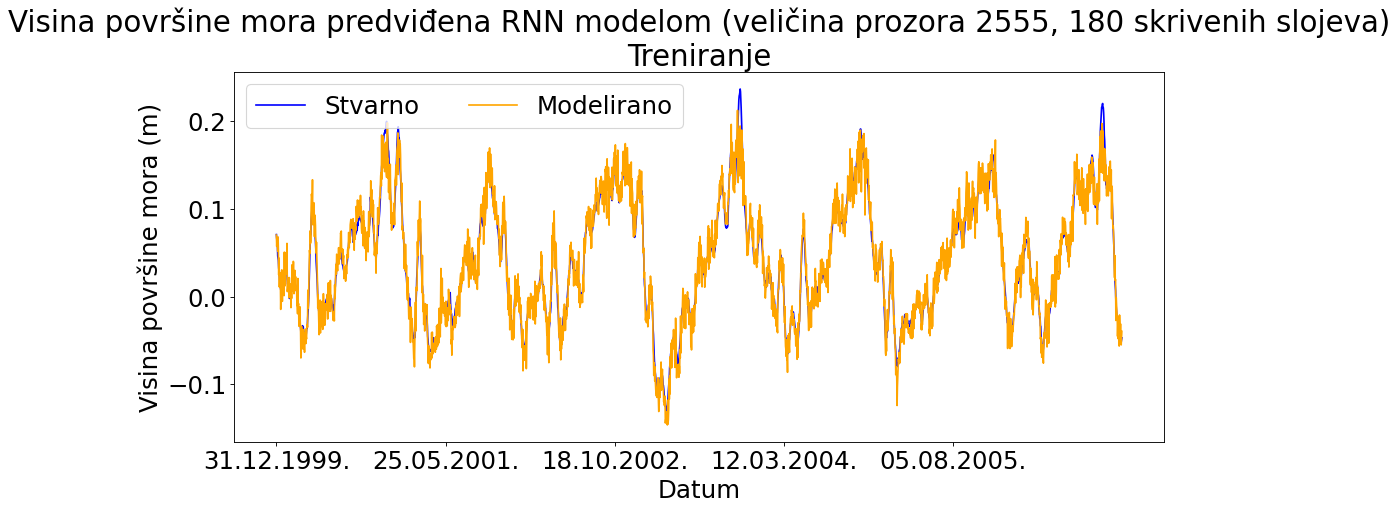 Visina površine mora predviđena RNN modelom (veličina prozora 2555, 180 skrivenih slojeva)
Treniranje
Stvarno Modelirano
Visina površine mora (m)
0.2
0.1
0.0
−0.1
31.12.1999. 25.05.2001. 18.10.2002. 12.03.2004. 05.08.2005.
Datum